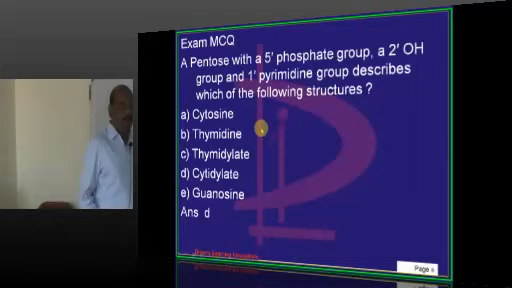 Exam MCQ
A Pentose with a 5' phosphate group, a 2' OH
group and 1' pyrimidine group describes
which of the following structures ?
a) Cytosine
b) Thymidine
c) Thymidylate
d) Cytidylate
e) Guanosine
Ans d
Page